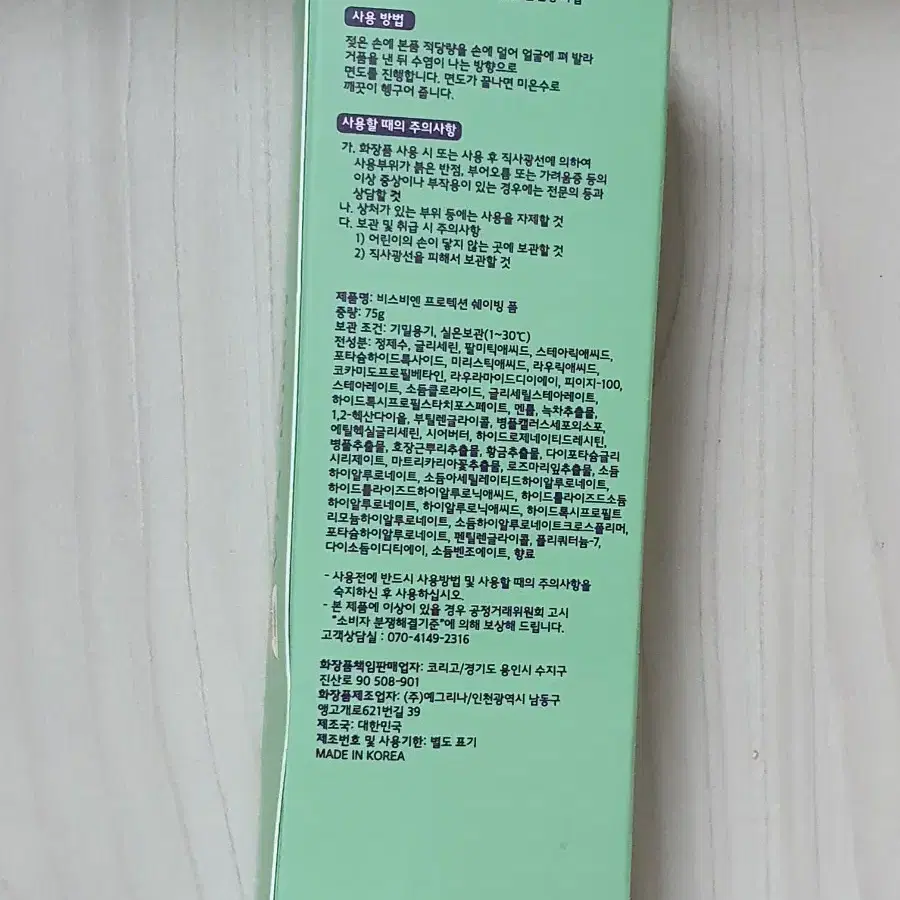 사용 방법
젖은 손에 본품 적당량을 손에 덜어 얼굴에 펴 발라
거품을 낸 뒤 수염이 나는 방향으로
면도를 진행합니다. 면도가 끝나면 미온수로
깨끗이 헹구어 줍니다.
사용할 때의 주의사항
가. 화장품 사용 시 또는 사용 후 직사광선에 의하여
사용부위가 붉은 반점, 부어오름 또는 가려움증 등의
이상 증상이나 부작용이 있는 경우에는 전문의 등과
상담할 것
나. 상처가 있는 부위 등에는 사용을 자제할 것
다. 보관 및 취급 시 주의사항
1) 어린이의 손이 닿지 않는 곳에 보관할 것
2) 직사광선을 피해서 보관할 것
제품명: 비스비엔 프로텍션 쉐이빙 폼
중량: 75g
보관 조건: 기밀용기, 실온보관(1~30℃)
전성분: 정제수, 글리세린, 팔미틱애씨드, 스테아릭애씨드,
포타슘하이드록사이드, 미리스틱애씨드, 라우릭애씨드,
코카미도프로필베타인, 라우라마이드디이에이, 피이지-100,
스테아레이트, 소듐클로라이드, 글리세릴스테아레이트,
하이드록시프로필스타치포스페이트, 멘톨, 녹차추출물,
1,2-헥산다이올, 부틸렌글라이콜, 병풀캘러스세포외소포,
에틸헥실글리세린, 시어버터, 하이드로제네이티드레시틴,
병풀추출물, 호장근뿌리추출물, 황금추출물, 다이포타슘글리
시리제이트, 마트리카리아꽃추출물, 로즈마리잎추출물, 소듐
하이알루로네이트, 소듐아세틸레이티드하이알루로네이트,
하이드롤라이즈드하이알루로닉애씨드, 하이드롤라이즈드소듐
하이알루로네이트, 하이알루로닉애씨드, 하이드록시프로필트
리모늄하이알루로네이트, 소듐하이알루로네이트크로스폴리머,
포타슘하이알루로네이트, 펜틸렌글라이콜, 폴리쿼터늄-7,
다이소듐이디티에이, 소듐벤조에이트, 향료
- 사용전에 반드시 사용방법 및 사용할 때의 주의사항을
숙지하신 후 사용하십시오.
- 본 제품에 이상이 있을 경우 공정거래위원회 고시
"소비자 분쟁해결기준"에 의해 보상해 드립니다.
고객상담실 : 070-4149-2316
화장품책임판매업자: 코리고/경기도 용인시 수지구
진산로 90 508-901
화장품제조업자: (주)예그리나/인천광역시 남동구
앵고개로621번길 39
제조국: 대한민국
제조번호 및 사용기한: 별도 표기
MADE IN KOREA